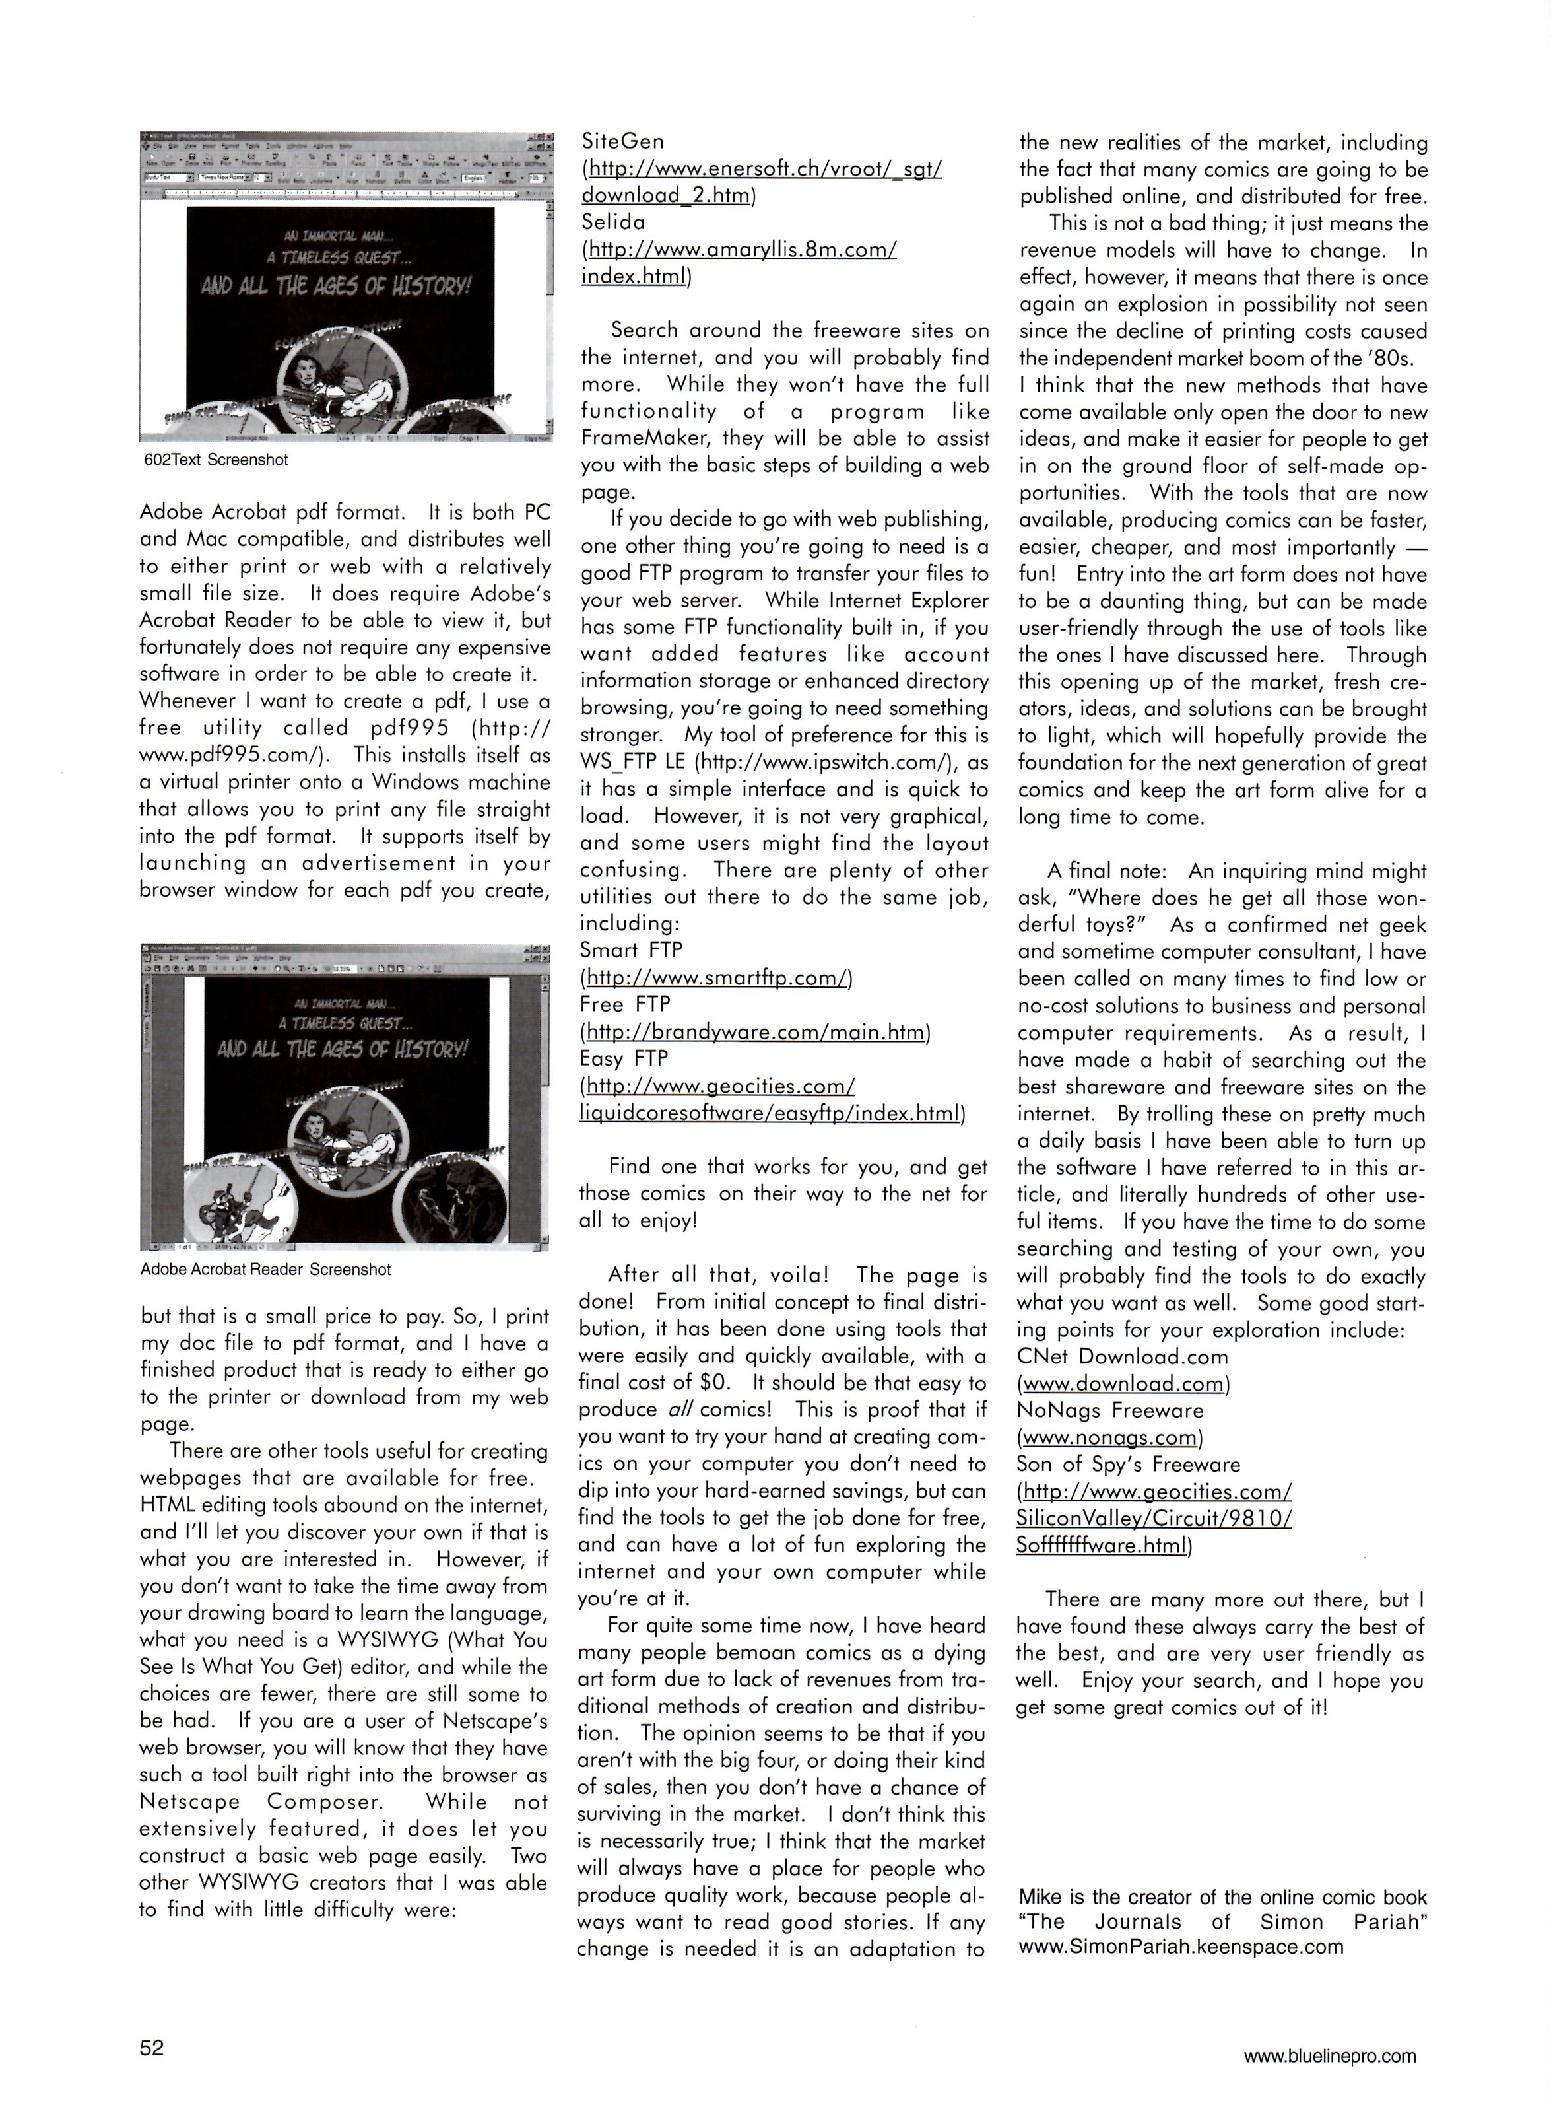 AN IMMORTAL MAN...
A TIMELESS QUEST...
AND ALL THE AGES OF HISTORY!
602Text Screenshot
Adobe Acrobat pdf format.  It is both PC
and Mac compatible, and distributes well
to either print or web with a relatively
small file size.  It does require Adobe's
Acrobat Reader to be able to view it, but
fortunately does not require any expensive
software in order to be able to create it.
Whenever I want to create a pdf, I use a
free utility called pdf995 (http://
www.pdf995.com/).  This installs itself as
a virtual printer onto a Windows machine
that allows you to print any file straight
into the pdf format.  It supports itself by
launching an advertisement in your
browser window for each pdf you create,
AN IMMORTAL MAN...
A TIMELESS QUEST...
AND ALL THE AGES OF HISTORY!
Adobe Acrobat Reader Screenshot
but that is a small price to pay. So, I print
my doc file to pdf format, and I have a
finished product that is ready to either go
to the printer or download from my web
page.
There are other tools useful for creating
webpages that are available for free.
HTML editing tools abound on the internet,
and I'll let you discover your own if that is
what you are interested in.  However, if
you don't want to take the time away from
your drawing board to learn the language,
what you need is a WYSIWYG (What You
See Is What You Get) editor, and while the
choices are fewer, there are still some to
be had.  If you are a user of Netscape's
web browser, you will know that they have
such a tool built right into the browser as
Netscape Composer.  While not
extensively featured, it does let you
construct a basic web page easily.  Two
other WYSIWYG creators that I was able
to find with little difficulty were:
SiteGen
(http://www.enersoft.ch/vroot/_sgt/
download_2.htm)
Selida
(http://www.amaryllis.8m.com/
index.html)
Search around the freeware sites on
the internet, and you will probably find
more.  While they won't have the full
functionality of a program like
FrameMaker, they will be able to assist
you with the basic steps of building a web
page.
If you decide to go with web publishing,
one other thing you're going to need is a
good FTP program to transfer your files to
your web server.  While Internet Explorer
has some FTP functionality built in, if you
want added features like account
information storage or enhanced directory
browsing, you're going to need something
stronger.  My tool of preference for this is
WS_FTP LE (http://www.ipswitch.com/), as
it has a simple interface and is quick to
load.  However, it is not very graphical,
and some users might find the layout
confusing.  There are plenty of other
utilities out there to do the same job,
including:
Smart FTP
(http://www.smartftp.com/)
Free FTP
(http://brandyware.com/main.htm)
Easy FTP
(http://www.geocities.com/
liquidcoresoftware/easyftp/index.html)
Find one that works for you, and get
those comics on their way to the net for
all to enjoy!
After all that, voila!  The page is
done!  From initial concept to final distri-
bution, it has been done using tools that
were easily and quickly available, with a
final cost of $0.  It should be that easy to
produce all comics!  This is proof that if
you want to try your hand at creating com-
ics on your computer you don't need to
dip into your hard-earned savings, but can
find the tools to get the job done for free,
and can have a lot of fun exploring the
internet and your own computer while
you're at it.
For quite some time now, I have heard
many people bemoan comics as a dying
art form due to lack of revenues from tra-
ditional methods of creation and distribu-
tion.  The opinion seems to be that if you
aren't with the big four, or doing their kind
of sales, then you don't have a chance of
surviving in the market.  I don't think this
is necessarily true; I think that the market
will always have a place for people who
produce quality work, because people al-
ways want to read good stories. If any
change is needed it is an adaptation to
the new realities of the market, including
the fact that many comics are going to be
published online, and distributed for free.
This is not a bad thing; it just means the
revenue models will have to change.  In
effect, however, it means that there is once
again an explosion in possibility not seen
since the decline of printing costs caused
the independent market boom of the '80s.
I think that the new methods that have
come available only open the door to new
ideas, and make it easier for people to get
in on the ground floor of self-made op-
portunities.  With the tools that are now
available, producing comics can be faster,
easier, cheaper, and most importantly —
fun!  Entry into the art form does not have
to be a daunting thing, but can be made
user-friendly through the use of tools like
the ones I have discussed here.  Through
this opening up of the market, fresh cre-
ators, ideas, and solutions can be brought
to light, which will hopefully provide the
foundation for the next generation of great
comics and keep the art form alive for a
long time to come.
A final note:  An inquiring mind might
ask, "Where does he get all those won-
derful toys?"  As a confirmed net geek
and sometime computer consultant, I have
been called on many times to find low or
no-cost solutions to business and personal
computer requirements.  As a result, I
have made a habit of searching out the
best shareware and freeware sites on the
internet.  By trolling these on pretty much
a daily basis I have been able to turn up
the software I have referred to in this ar-
ticle, and literally hundreds of other use-
ful items.  If you have the time to do some
searching and testing of your own, you
will probably find the tools to do exactly
what you want as well.  Some good start-
ing points for your exploration include:
CNet Download.com
(www.download.com)
NoNags Freeware
(www.nonags.com)
Son of Spy's Freeware
(http://www.geocities.com/
SiliconValley/Circuit/9810/
Sofffffffware.html)
There are many more out there, but I
have found these always carry the best of
the best, and are very user friendly as
well.  Enjoy your search, and I hope you
get some great comics out of it!
Mike is the creator of the online comic book
"The Journals of Simon Pariah"
www.SimonPariah.keenspace.com
52
www.bluelinepro.com